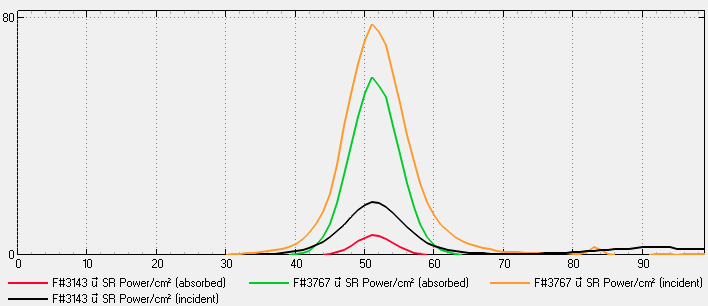 80
0
0 10 20 30 40 50 60 70 80 90
F#3143 ű SR Power/cm² (absorbed) F#3767 ű SR Power/cm² (absorbed) F#3767 ű SR Power/cm² (incident)
F#3143 ű SR Power/cm² (incident)